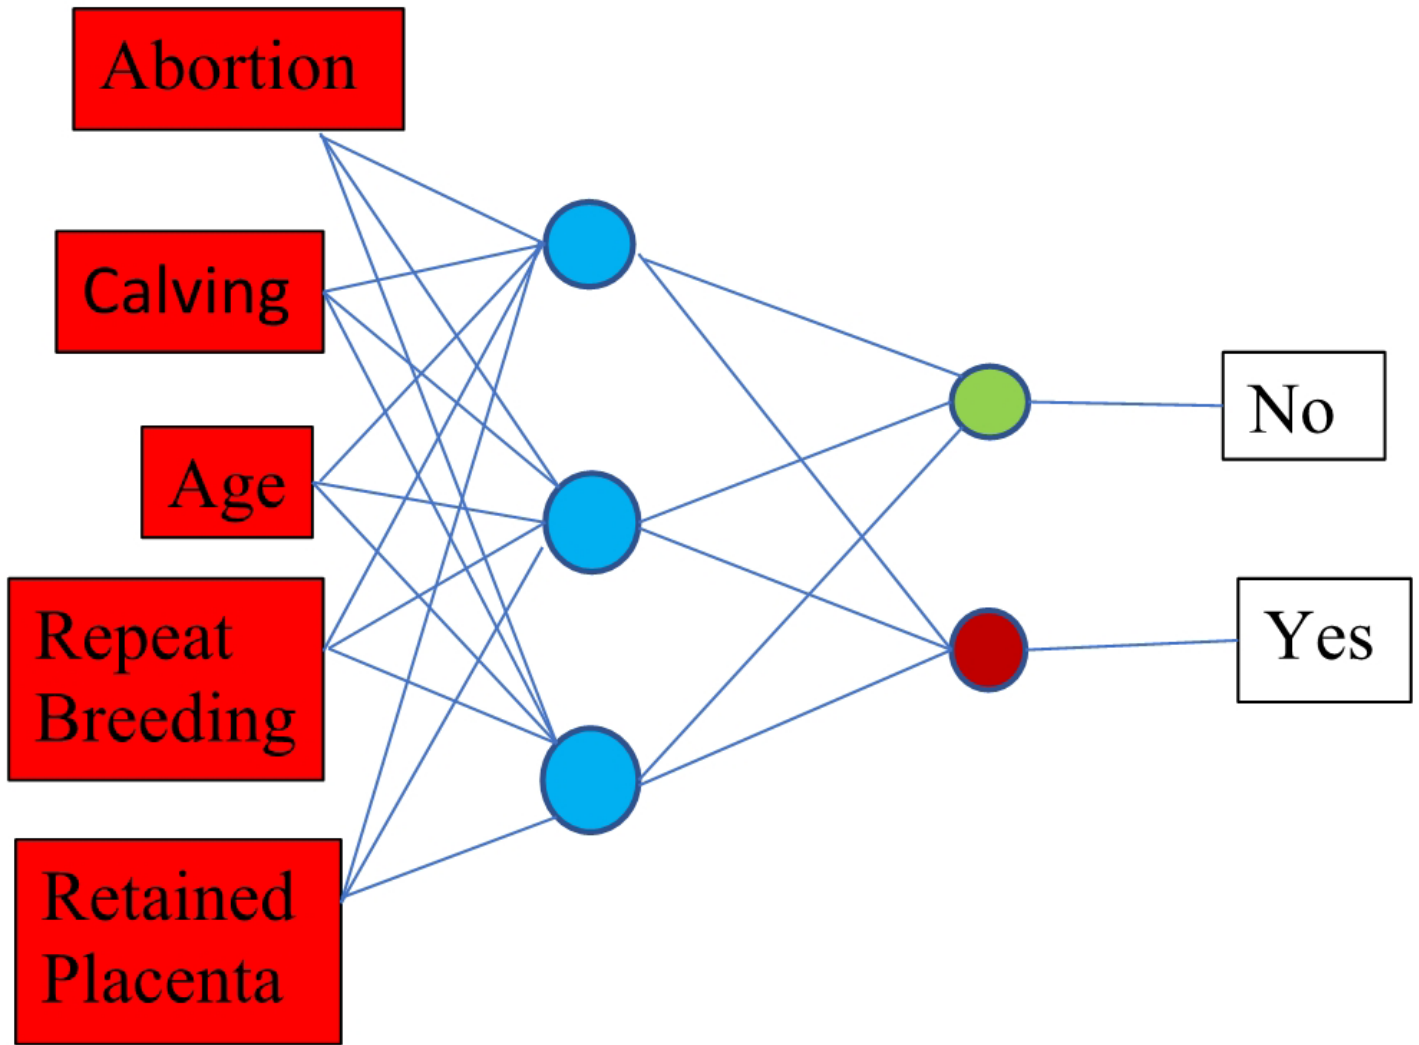 Abortion
Calving
Age
Repeat
Breeding
Retained
Placenta
No
Yes